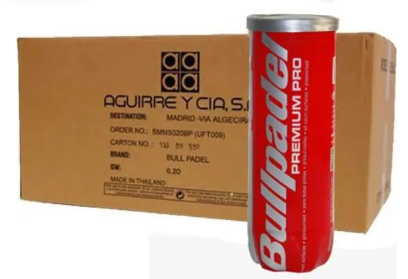 AGUIRRE Y CIA, S.A
DESTINATION: MADRID -VIA ALGECIRA
ORDER NO.: BMMS020BP (UFT009)
CARTON NO.:
BRAND: BULL PADEL
GW: 6.20
MADE IN THAILAND
Bullpadel
PREMIUM PRO